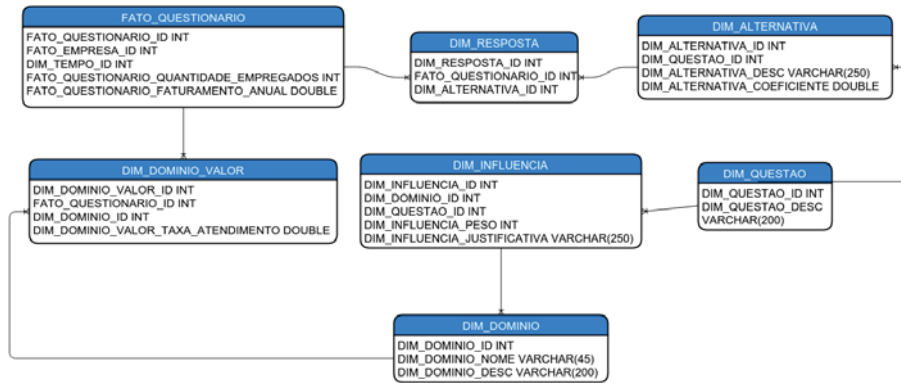 FATO_QUESTIONARIO
FATO_QUESTIONARIO_ID INT
FATO_EMPRESA_ID INT
DIM_TEMPO_ID INT
FATO_QUESTIONARIO_QUANTIDADE_EMPREGADOS INT
FATO_QUESTIONARIO_FATURAMENTO_ANUAL DOUBLE
DIM_RESPOSTA
DIM_RESPOSTA_ID INT
FATO_QUESTIONARIO_ID INT
DIM_ALTERNATIVA_ID INT
DIM_ALTERNATIVA
DIM_ALTERNATIVA_ID INT
DIM_QUESTAO_ID INT
DIM_ALTERNATIVA_DESC VARCHAR(250)
DIM_ALTERNATIVA_COEFICIENTE DOUBLE
DIM_DOMINIO_VALOR
DIM_DOMINIO_VALOR_ID INT
FATO_QUESTIONARIO_ID INT
DIM_DOMINIO_ID INT
DIM_DOMINIO_VALOR_TAXA_ATENDIMENTO DOUBLE
DIM_INFLUENCIA
DIM_INFLUENCIA_ID INT
DIM_DOMINIO_ID INT
DIM_QUESTAO_ID INT
DIM_INFLUENCIA_PESO INT
DIM_INFLUENCIA_JUSTIFICATIVA VARCHAR(250)
DIM_QUESTAO
DIM_QUESTAO_ID INT
DIM_QUESTAO_DESC
VARCHAR(200)
DIM_DOMINIO
DIM_DOMINIO_ID INT
DIM_DOMINIO_NOME VARCHAR(45)
DIM_DOMINIO_DESC VARCHAR(200)